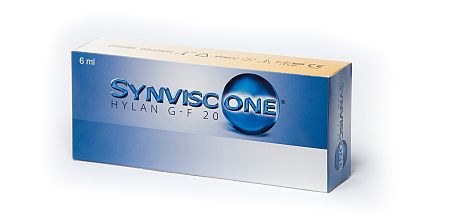 6 ml
SYNVISC ONE®
HYLAN G-F 20